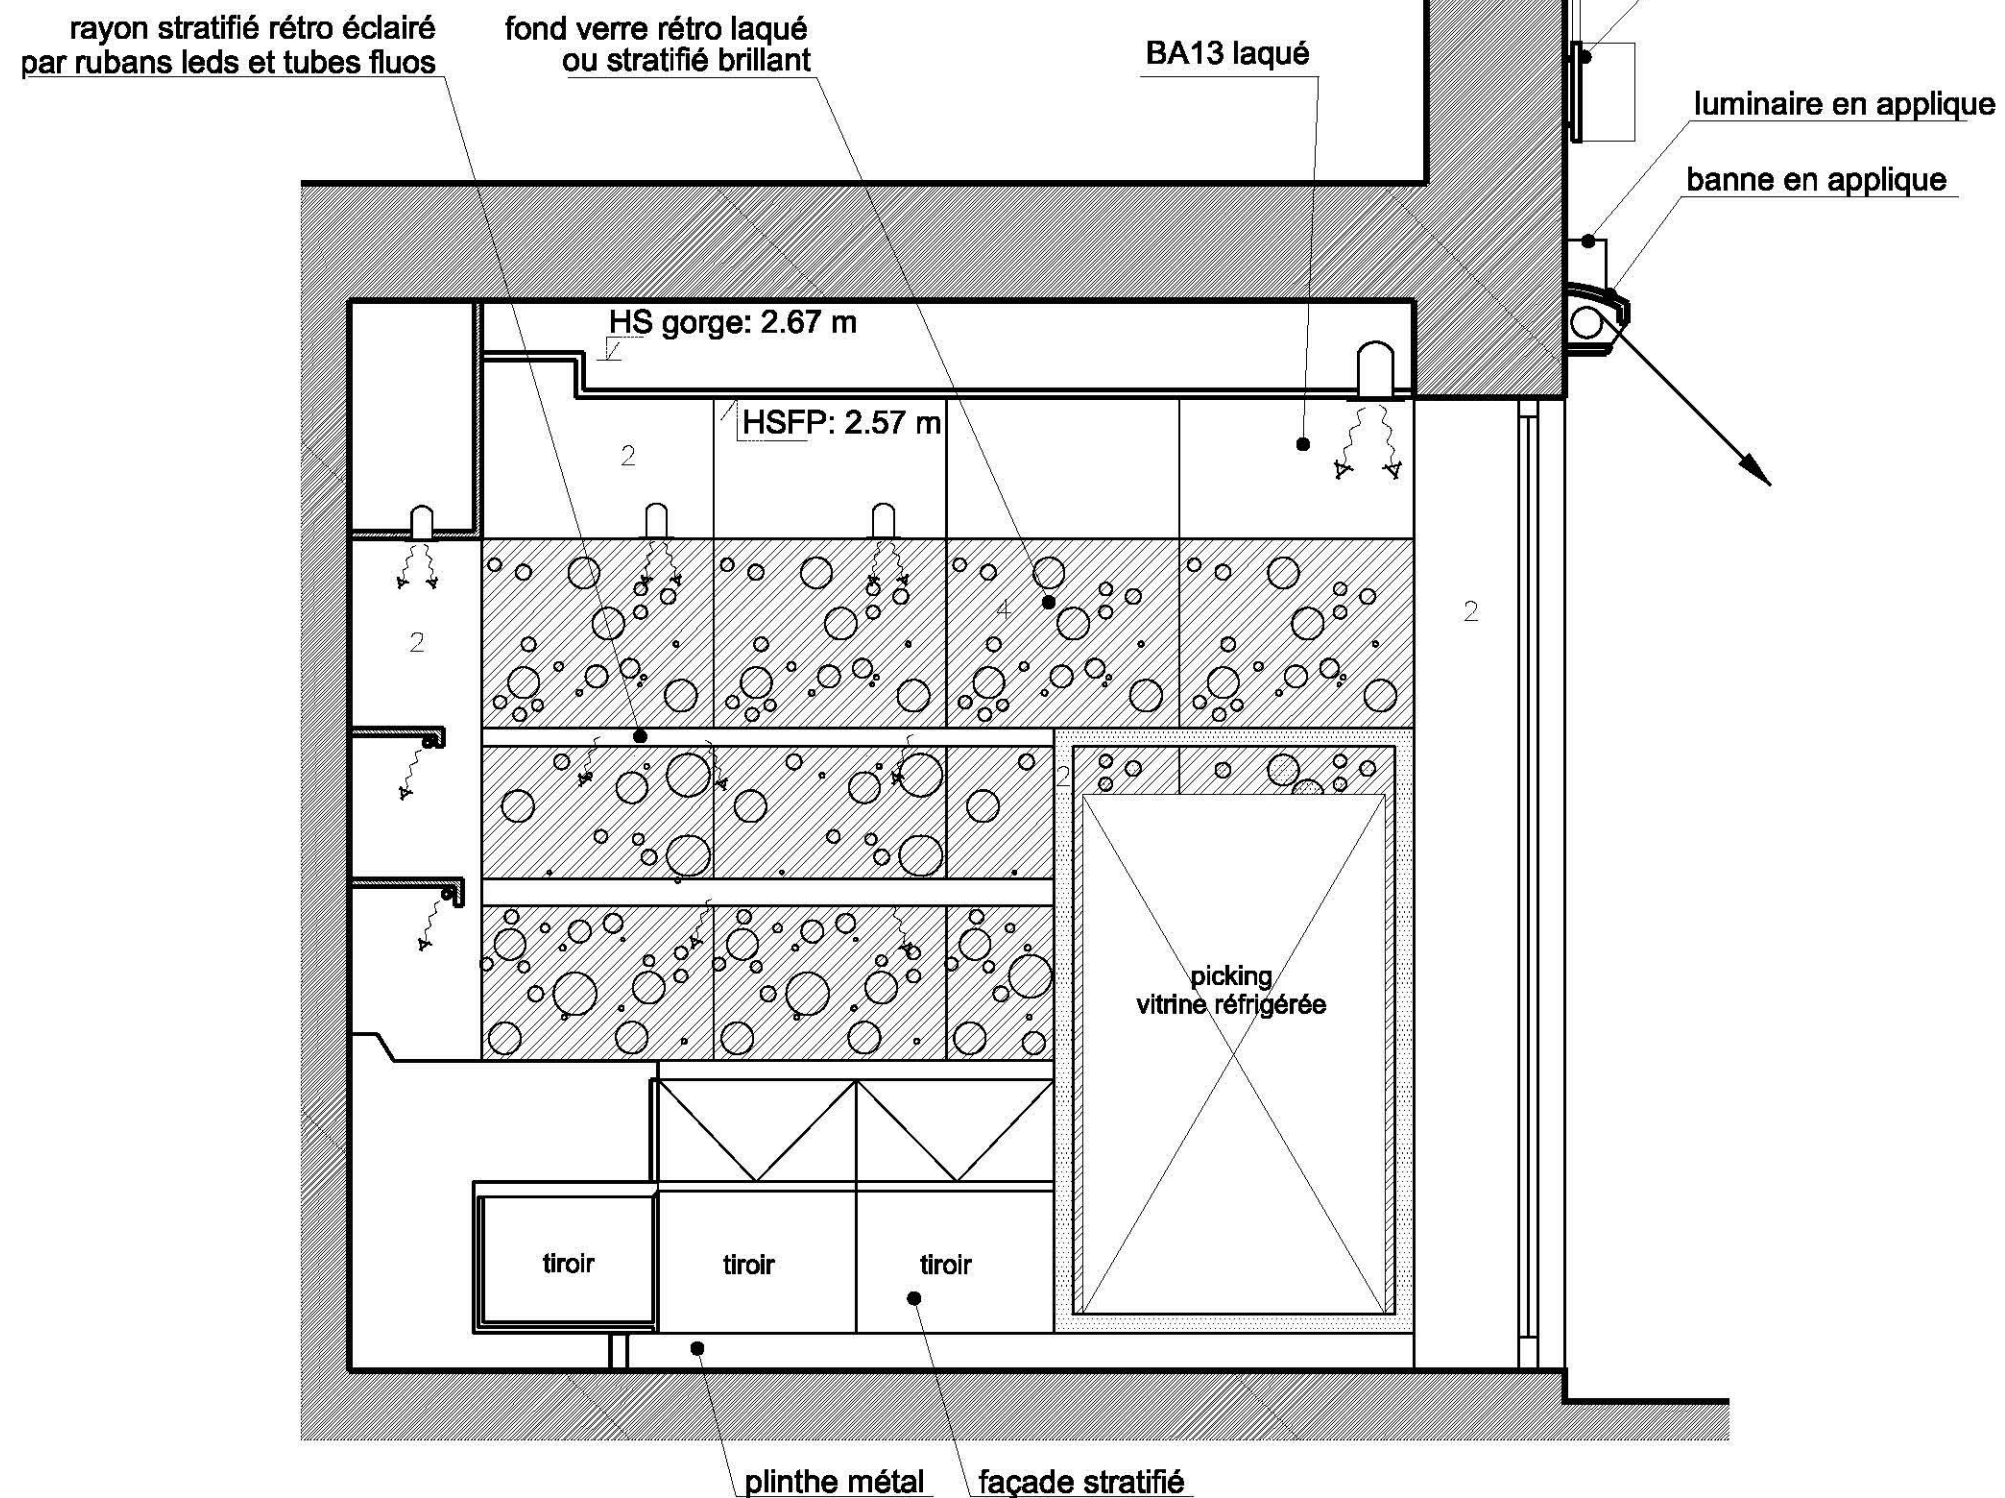 rayon stratifié rétro éclairé
par rubans leds et tubes fluos
fond verre rétro laqué
ou stratifié brillant
BA13 laqué
luminaire en applique
banne en applique
HS gorge: 2.67 m
HSFP: 2.57 m
2
2
4
2
2
picking
vitrine réfrigérée
tiroir
tiroir
tiroir
plinthe métal
façade stratifié